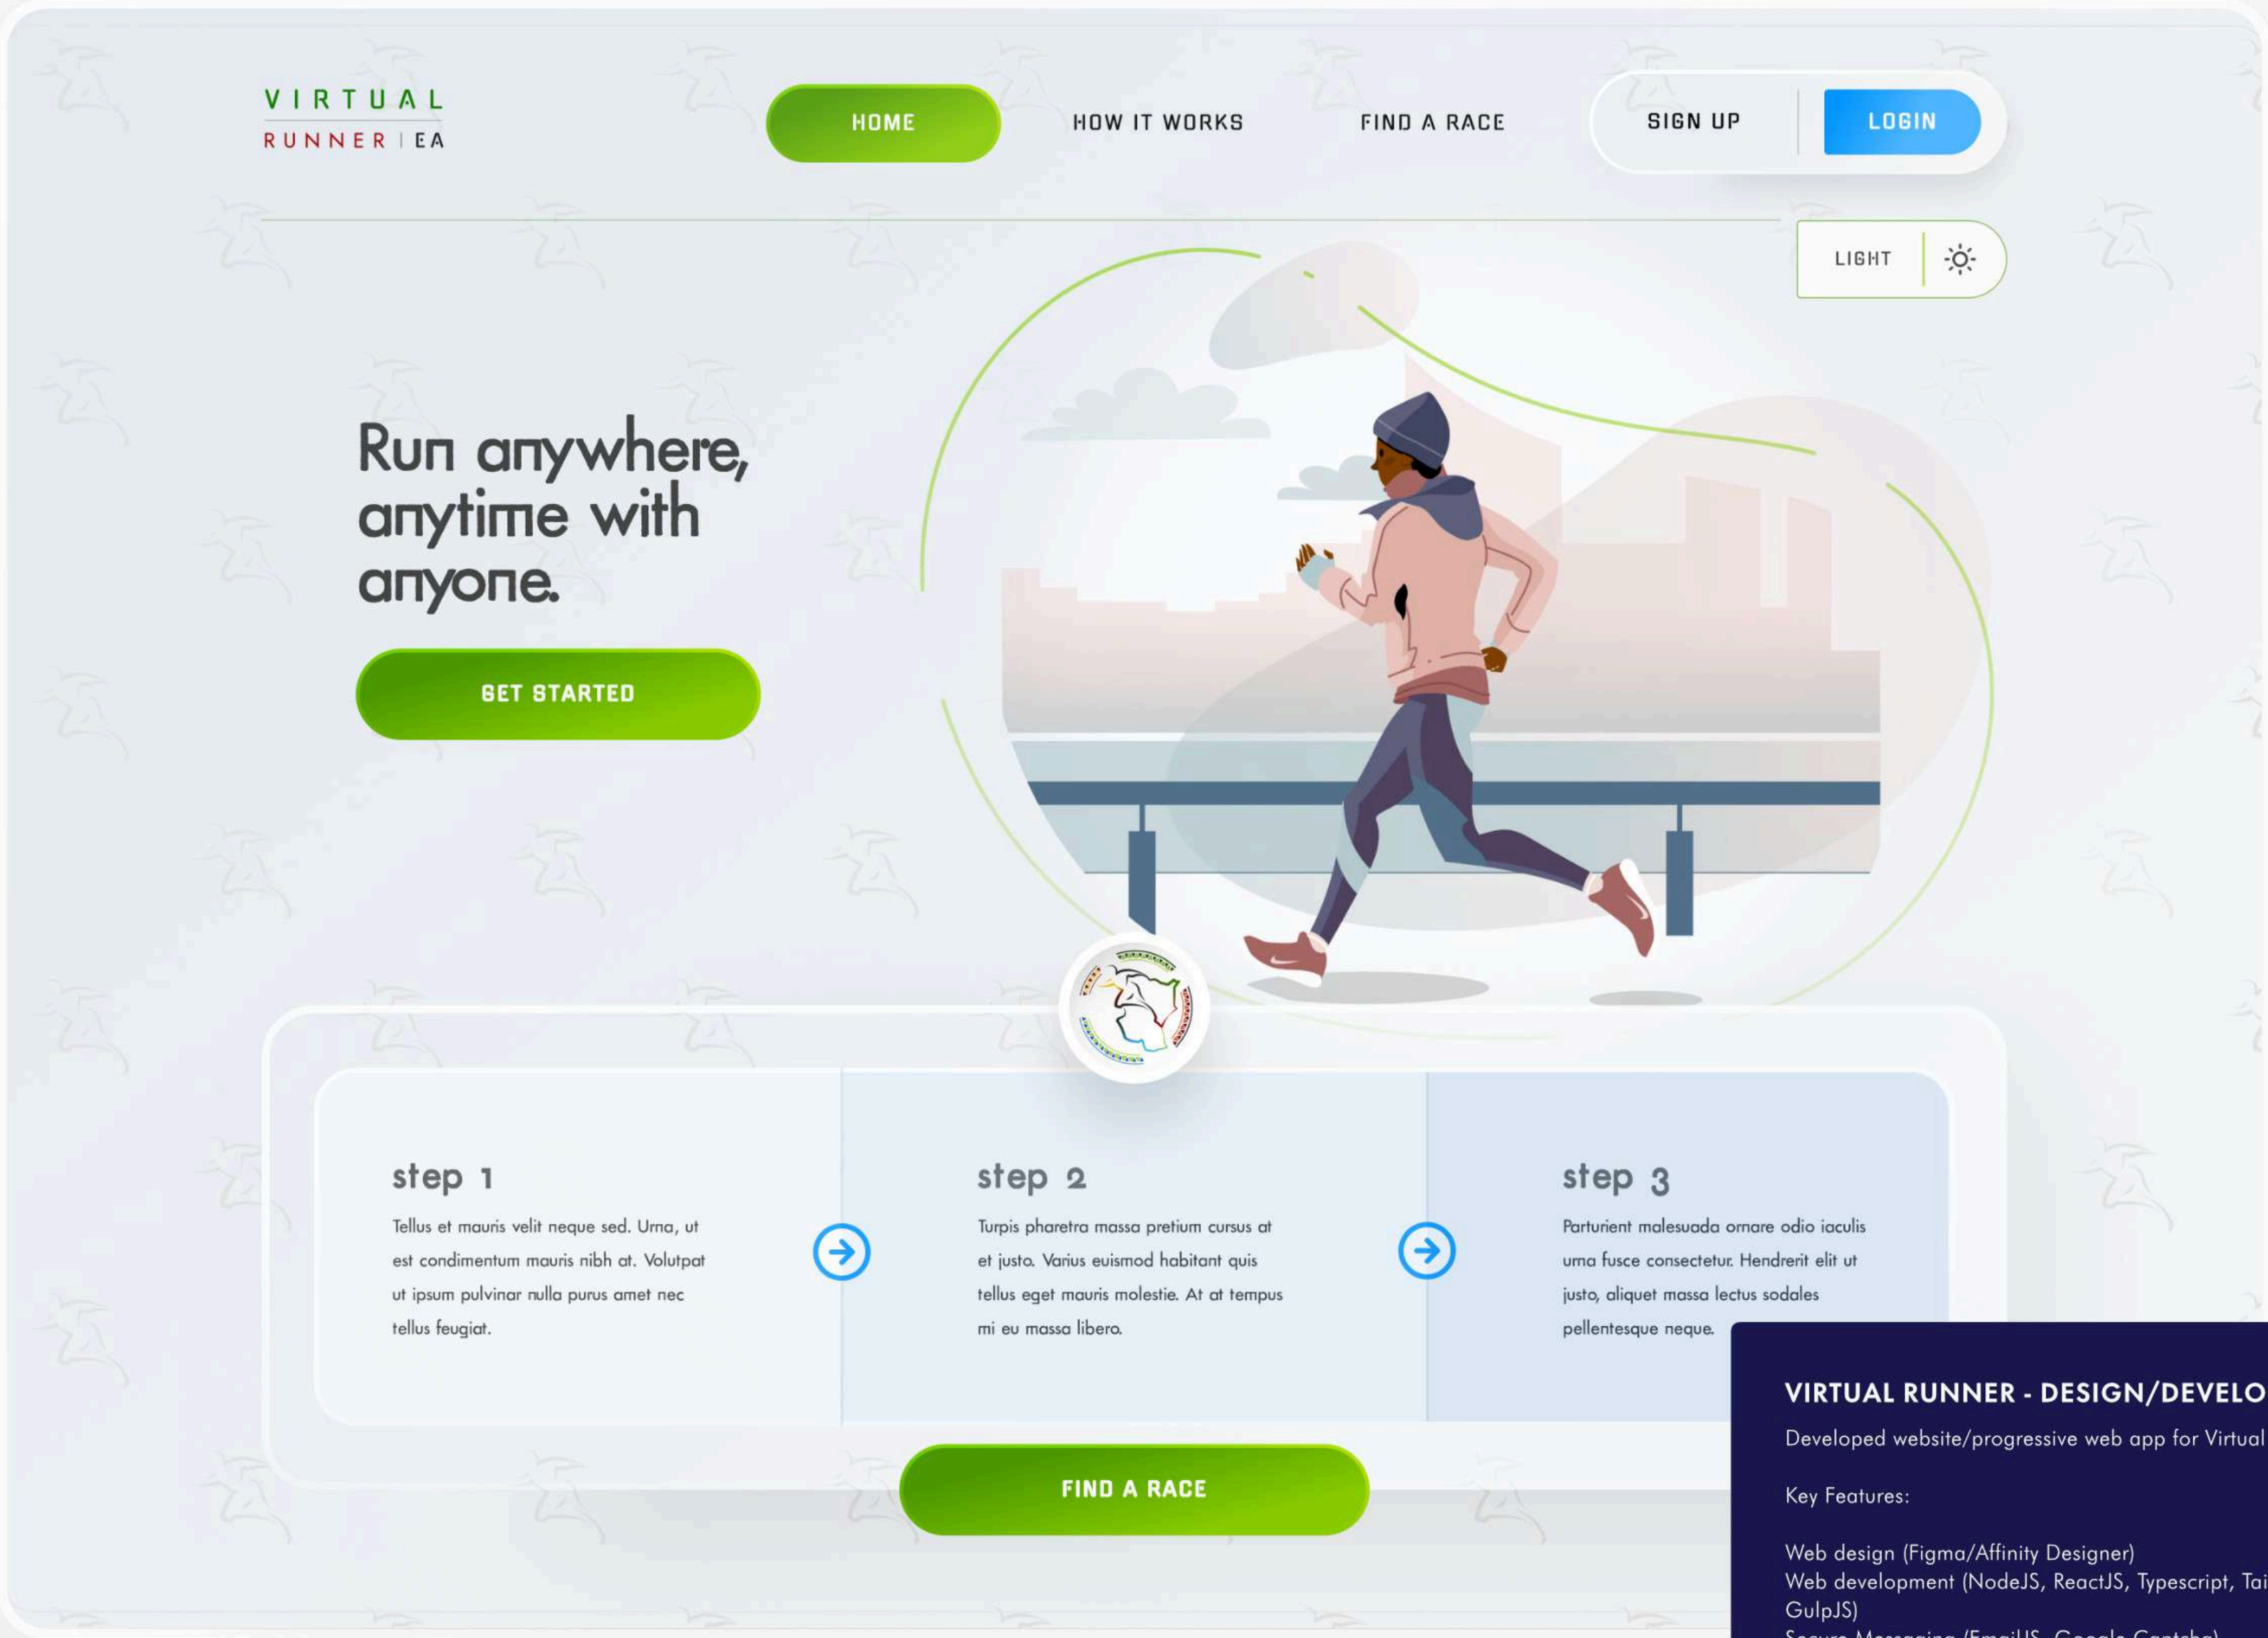 VIRTUAL
RUNNER | EA
HOME
HOW IT WORKS
FIND A RACE
SIGN UP
LOGIN
LIGHT
Run anywhere,
anytime with
anyone.
GET STARTED
step 1
Tellus et mauris velit neque sed. Urna, ut
est condimentum mauris nibh at. Volutpat
ut ipsum pulvinar nulla purus amet nec
tellus feugiat.
step 2
Turpis pharetra massa pretium cursus at
et justo. Varius euismod habitant quis
tellus eget mauris molestie. At at tempus
mi eu massa libero.
step 3
Parturient malesuada ornare odio iaculis
urna fusce consectetur. Hendrerit elit ut
justo, aliquet massa lectus sodales
pellentesque neque.
FIND A RACE
VIRTUAL RUNNER - DESIGN/DEVELO
Developed website/progressive web app for Virtual
Key Features:
Web design (Figma/Affinity Designer)
Web development (NodeJS, ReactJS, Typescript, Tai
GulpJS)
Secure Messaging (EmailJS, Google Captcha)